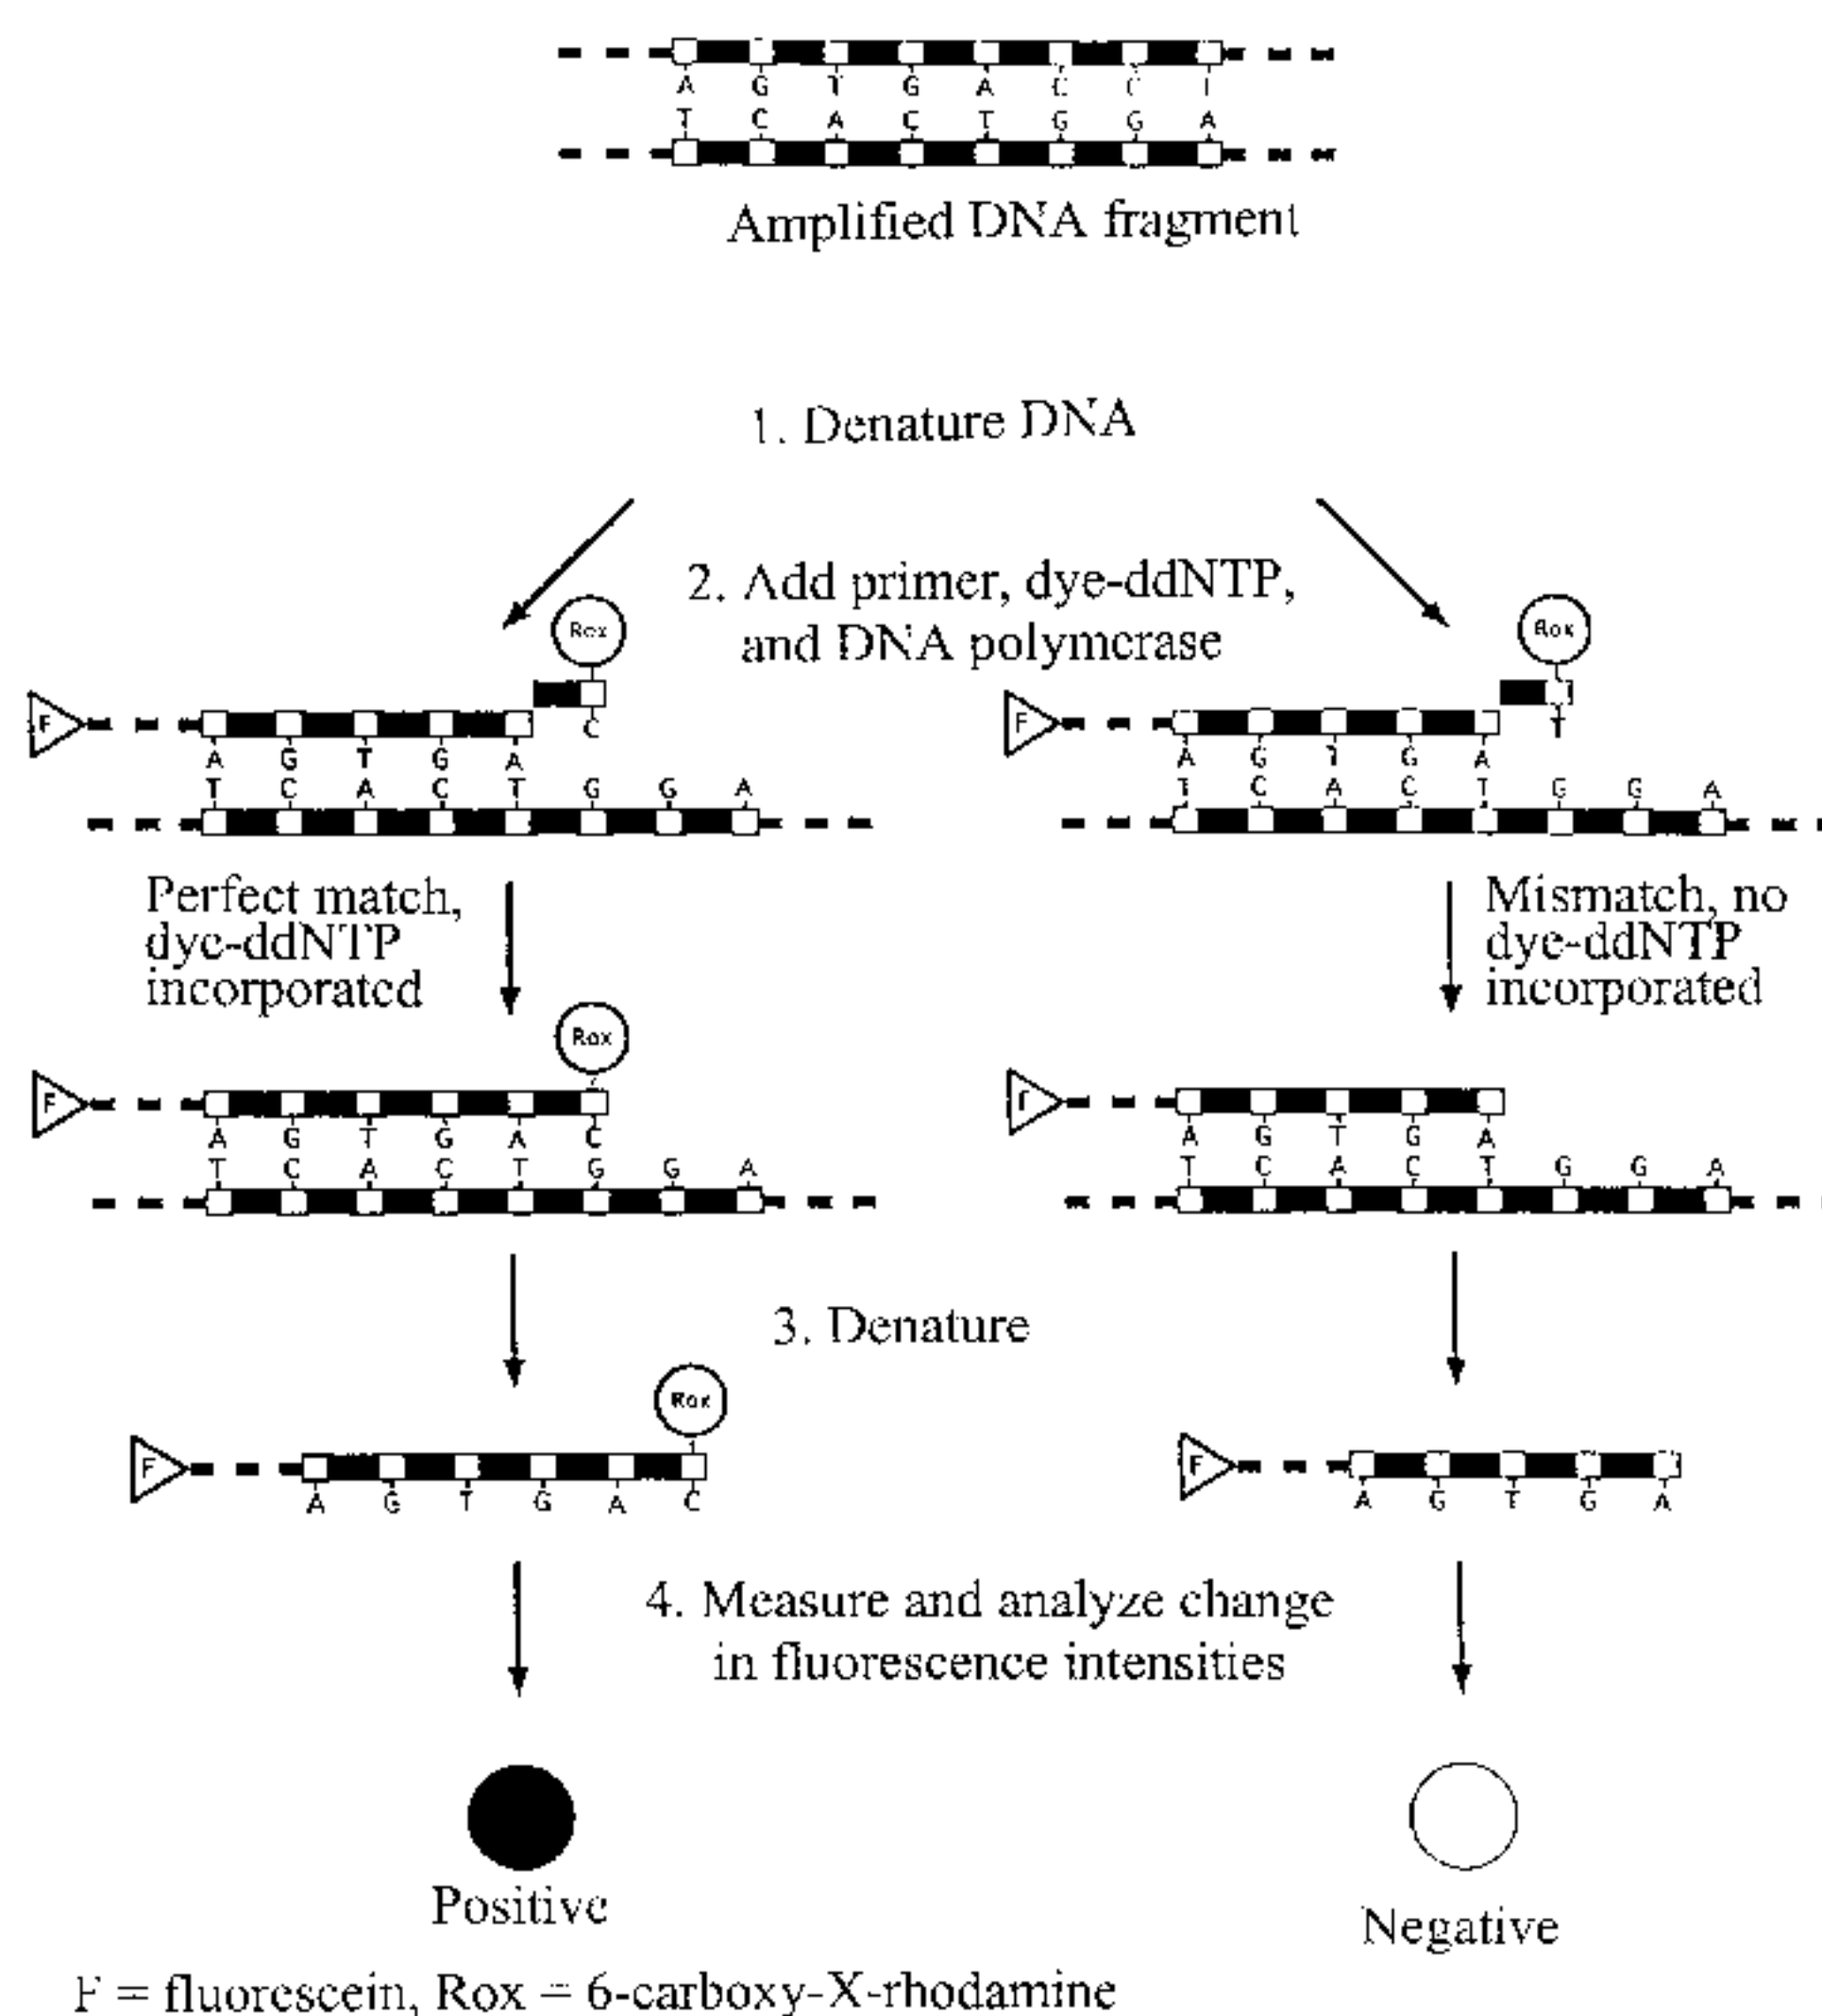 A G T G A C C T
T C A C T G G A
Amplified DNA fragment
1. Denature DNA
2. Add primer, dye-ddNTP,
and DNA polymerase
Rox
Rox
F
C
A G T G A
T C A C T G G A
F
T
A G T G A
T C A C T G G A
Perfect match,
dye-ddNTP
incorporated
Mismatch, no
dye-ddNTP
incorporated
Rox
F
A G T G A C
T C A C T G G A
F
A G T G A
T C A C T G G A
3. Denature
Rox
F
A G T G A C
F
A G T G A
4. Measure and analyze change
in fluorescence intensities
Positive
Negative
F = fluorescein, Rox = 6-carboxy-X-rhodamine